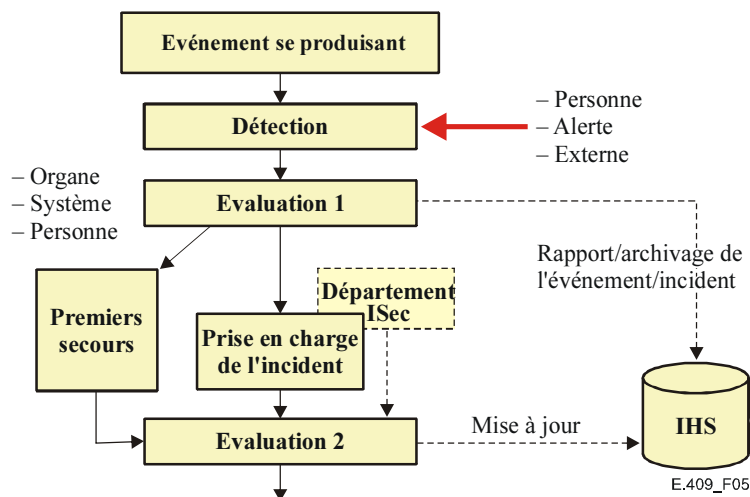 Evénement se produisant
Détection
– Personne
– Alerte
– Externe
– Organe
– Système
– Personne
Evaluation 1
Rapport/archivage de
l'événement/incident
Premiers
secours
Département
ISec
Prise en charge
de l'incident
Evaluation 2
Mise à jour
IHS
E.409_F05